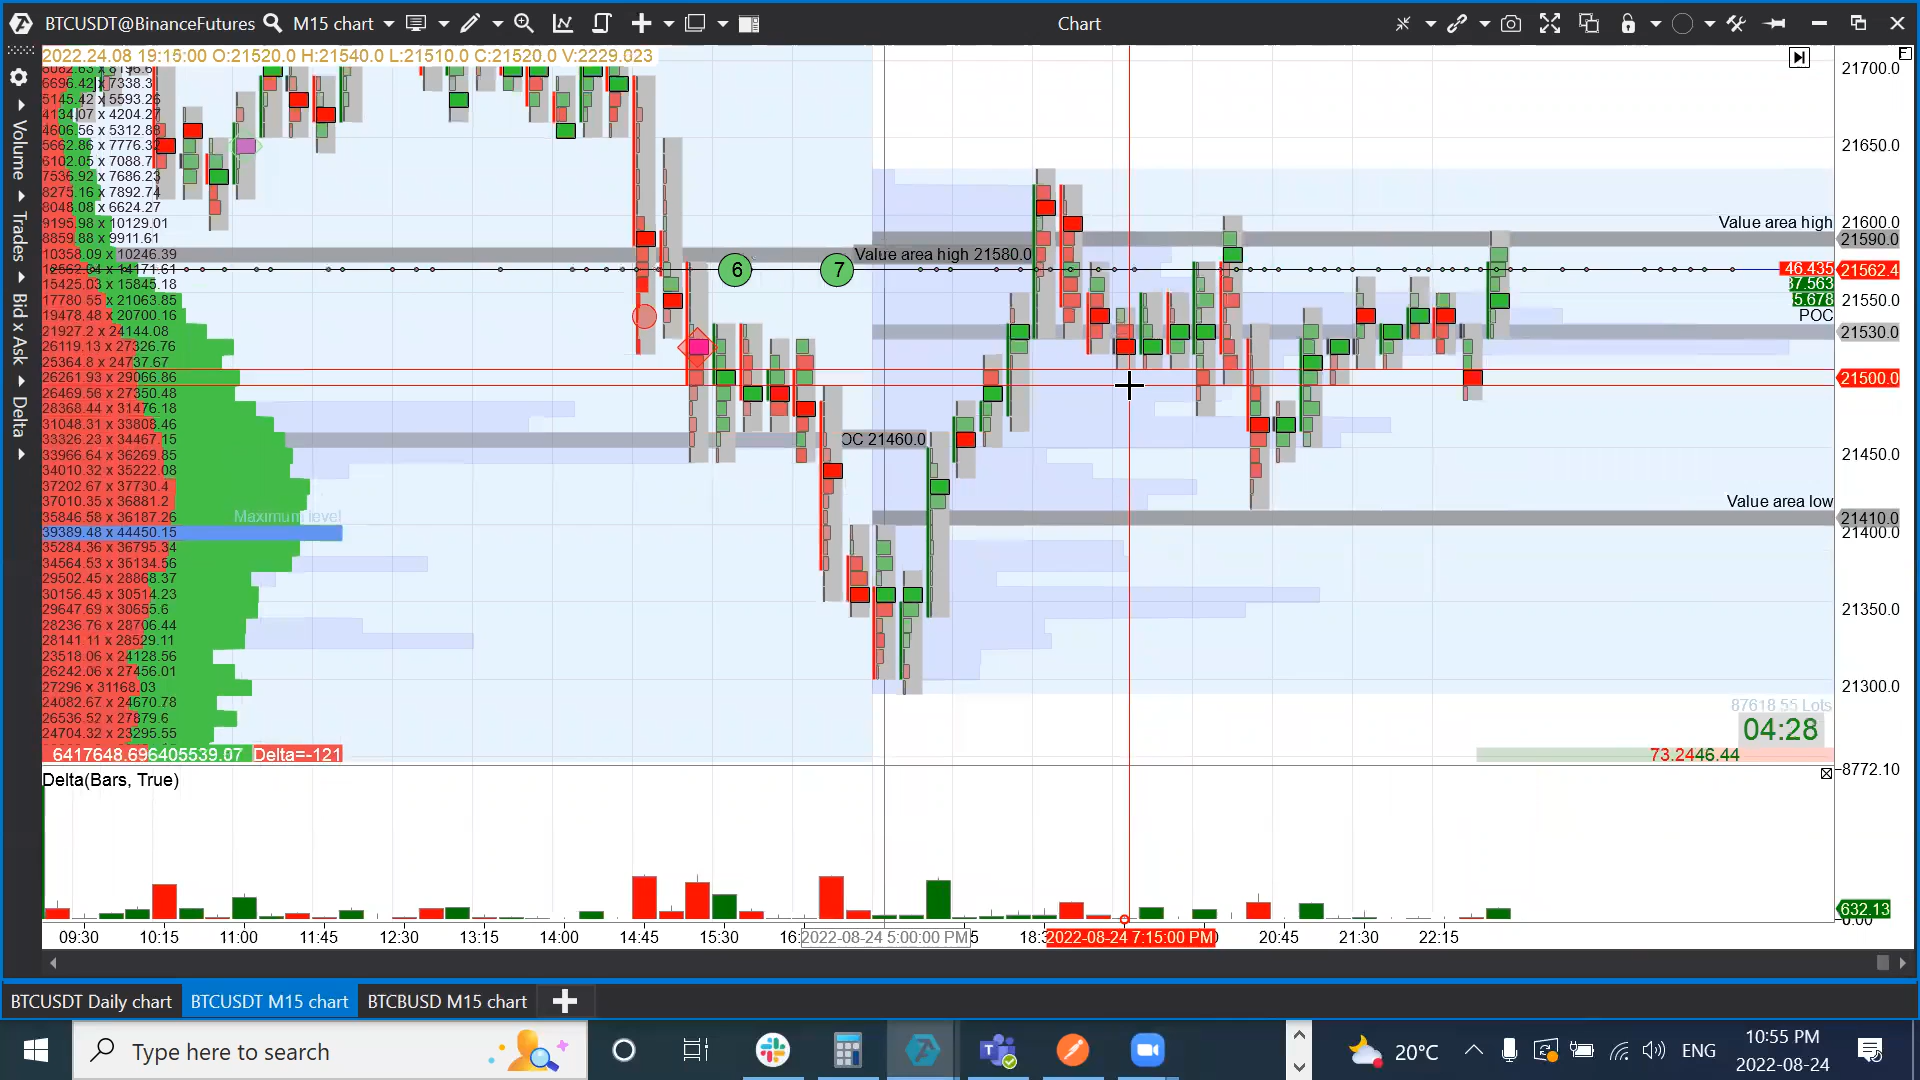 BTCUSDT@BinanceFutures M15 chart Chart
2022.24.08 19:15:00 O:21520.0 H:21540.0 L:21510.0 C:21520.0 V:2229.023
6696.42 x 7338.3
5145.42 x 5593.26
4134.07 x 4204.27
4606.56 x 5312.88
5662.86 x 7776.32
6102.05 x 7088.7
7536.92 x 7686.23
8275.16 x 7892.74
8048.08 x 6624.27
9195.98 x 10129.01
8859.88 x 9911.61
10358.09 x 10246.39
15425.03 x 15845.18
17780.55 x 21063.85
19478.48 x 20700.16
21927.2 x 24144.08
26119.13 x 27326.76
25364.8 x 24737.67
26261.93 x 29066.86
26469.56 x 27350.48
28368.44 x 31476.18
31048.31 x 33808.46
33326.23 x 34467.15
33966.64 x 36269.85
34010.32 x 35222.08
37202.67 x 37730.4
37010.35 x 36881.2
35846.58 x 36187.26
39389.48 x 44450.15
35284.36 x 36795.34
34564.53 x 36134.56
29502.45 x 28868.37
30156.45 x 30514.23
29647.69 x 30655.6
28236.76 x 28706.44
28141.11 x 28529.11
23518.06 x 24128.56
26242.06 x 27456.01
27296 x 31168.03
24082.67 x 24670.78
26536.52 x 27879.6
24704.32 x 23295.55
6417648.696405539.07 Delta=-121
Maximum level
Volume
Trades
Bid x Ask
Delta
6
7
Value area high 21580.0
OC 21460.0
Value area high
POC
Value area low
21700.0
21650.0
21600.0
21590.0
46.435 21562.4
37.563
5.678
21550.0
21530.0
21500.0
21450.0
21410.0
21400.0
21350.0
21300.0
87618.55 Lots
04:28
73.2446.44
Delta(Bars, True)
8772.10
632.13
0.00
09:30 10:15 11:00 11:45 12:30 13:15 14:00 14:45 15:30 16: 2022-08-24 5:00:00 PM 5 18:3 2022-08-24 7:15:00 PM 20:45 21:30 22:15
BTCUSDT Daily chart BTCUSDT M15 chart BTCBUSD M15 chart
Type here to search
20°C
ENG
10:55 PM
2022-08-24